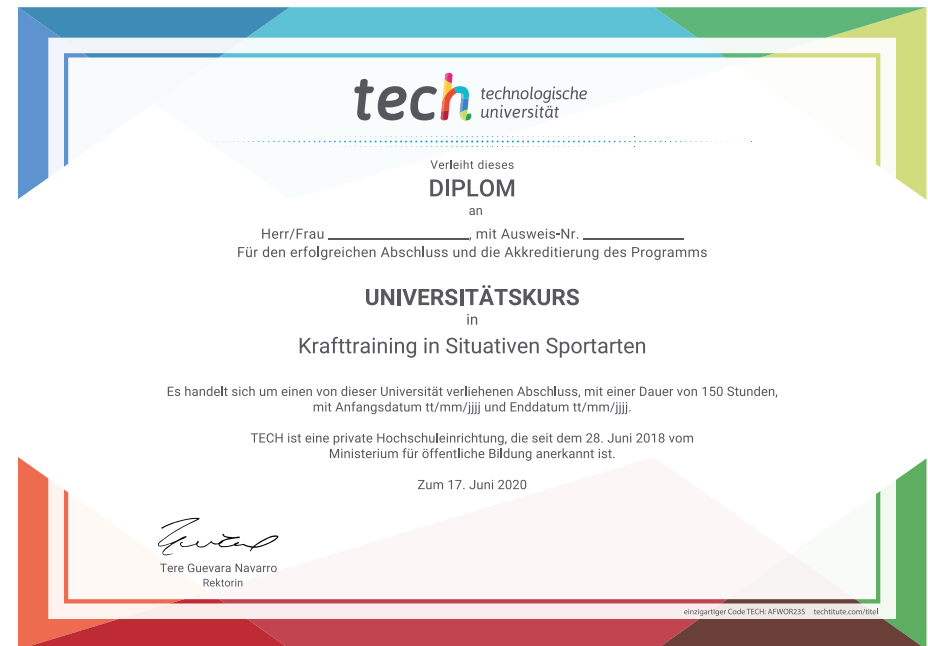 tech technologische
universität
Verleiht dieses
DIPLOM
an
Herr/Frau ____________________, mit Ausweis-Nr. ______________
Für den erfolgreichen Abschluss und die Akkreditierung des Programms
UNIVERSITÄTSKURS
in
Krafttraining in Situativen Sportarten
Es handelt sich um einen von dieser Universität verliehenen Abschluss, mit einer Dauer von 150 Stunden,
mit Anfangsdatum tt/mm/jjjj und Enddatum tt/mm/jjjj.
TECH ist eine private Hochschuleinrichtung, die seit dem 28. Juni 2018 vom
Ministerium für öffentliche Bildung anerkannt ist.
Zum 17. Juni 2020
Tere Guevara Navarro
Rektorin
einzigartiger Code TECH: AFWOR23S techtitute.com/titel